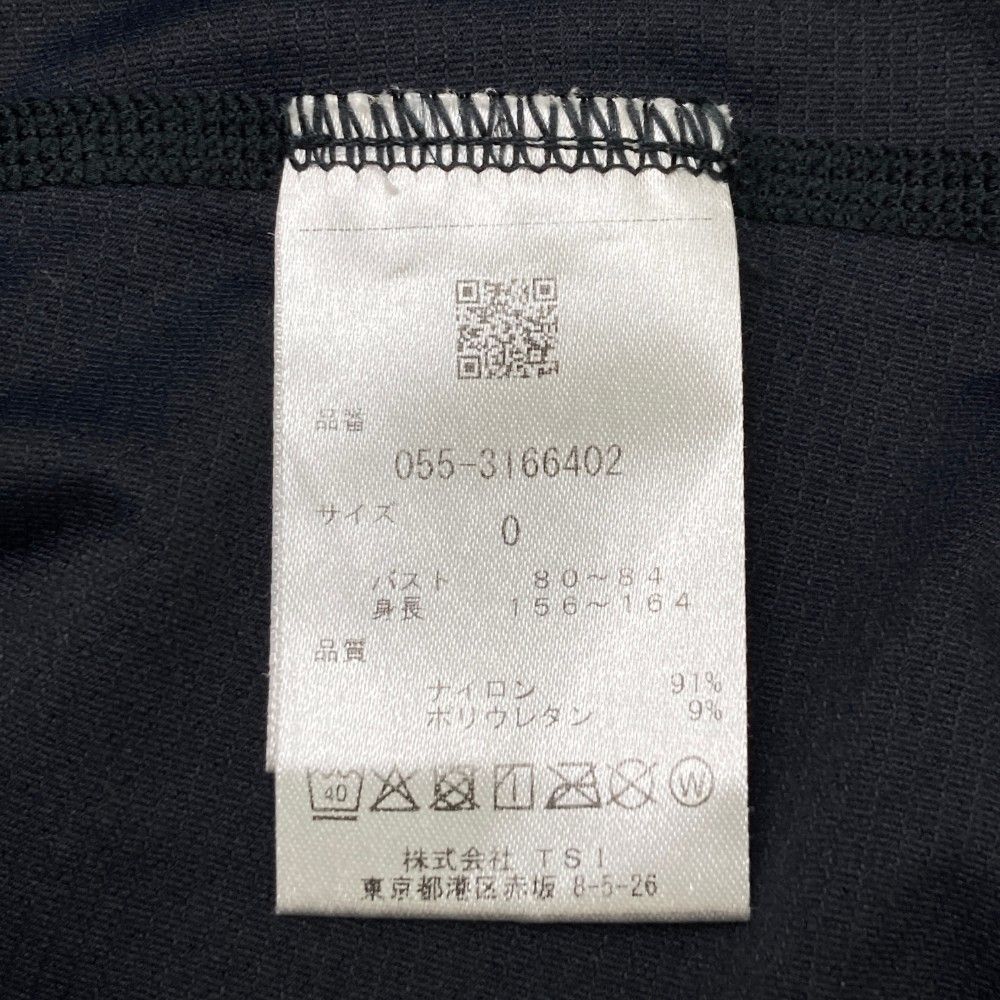 品番
055-3166402
サイズ
0
バスト 80～84
身長 156～164
品質
ナイロン 91%
ポリウレタン 9%
40 W
株式会社 TSI
東京都港区赤坂 8-5-26